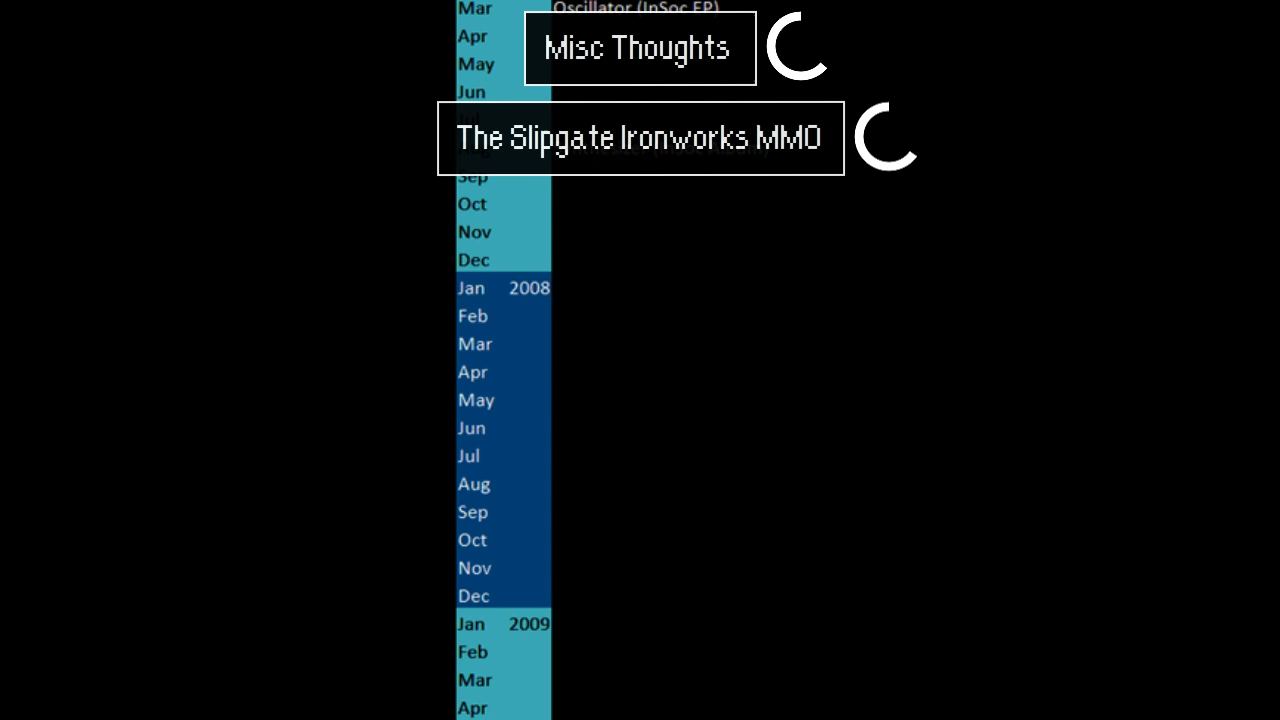 Mar Oscillator (InSoc EP)
Apr
Misc Thoughts
May
Jun
The Slipgate Ironworks MMO
Sep
Oct
Nov
Dec
Jan 2008
Feb
Mar
Apr
May
Jun
Jul
Aug
Sep
Oct
Nov
Dec
Jan 2009
Feb
Mar
Apr